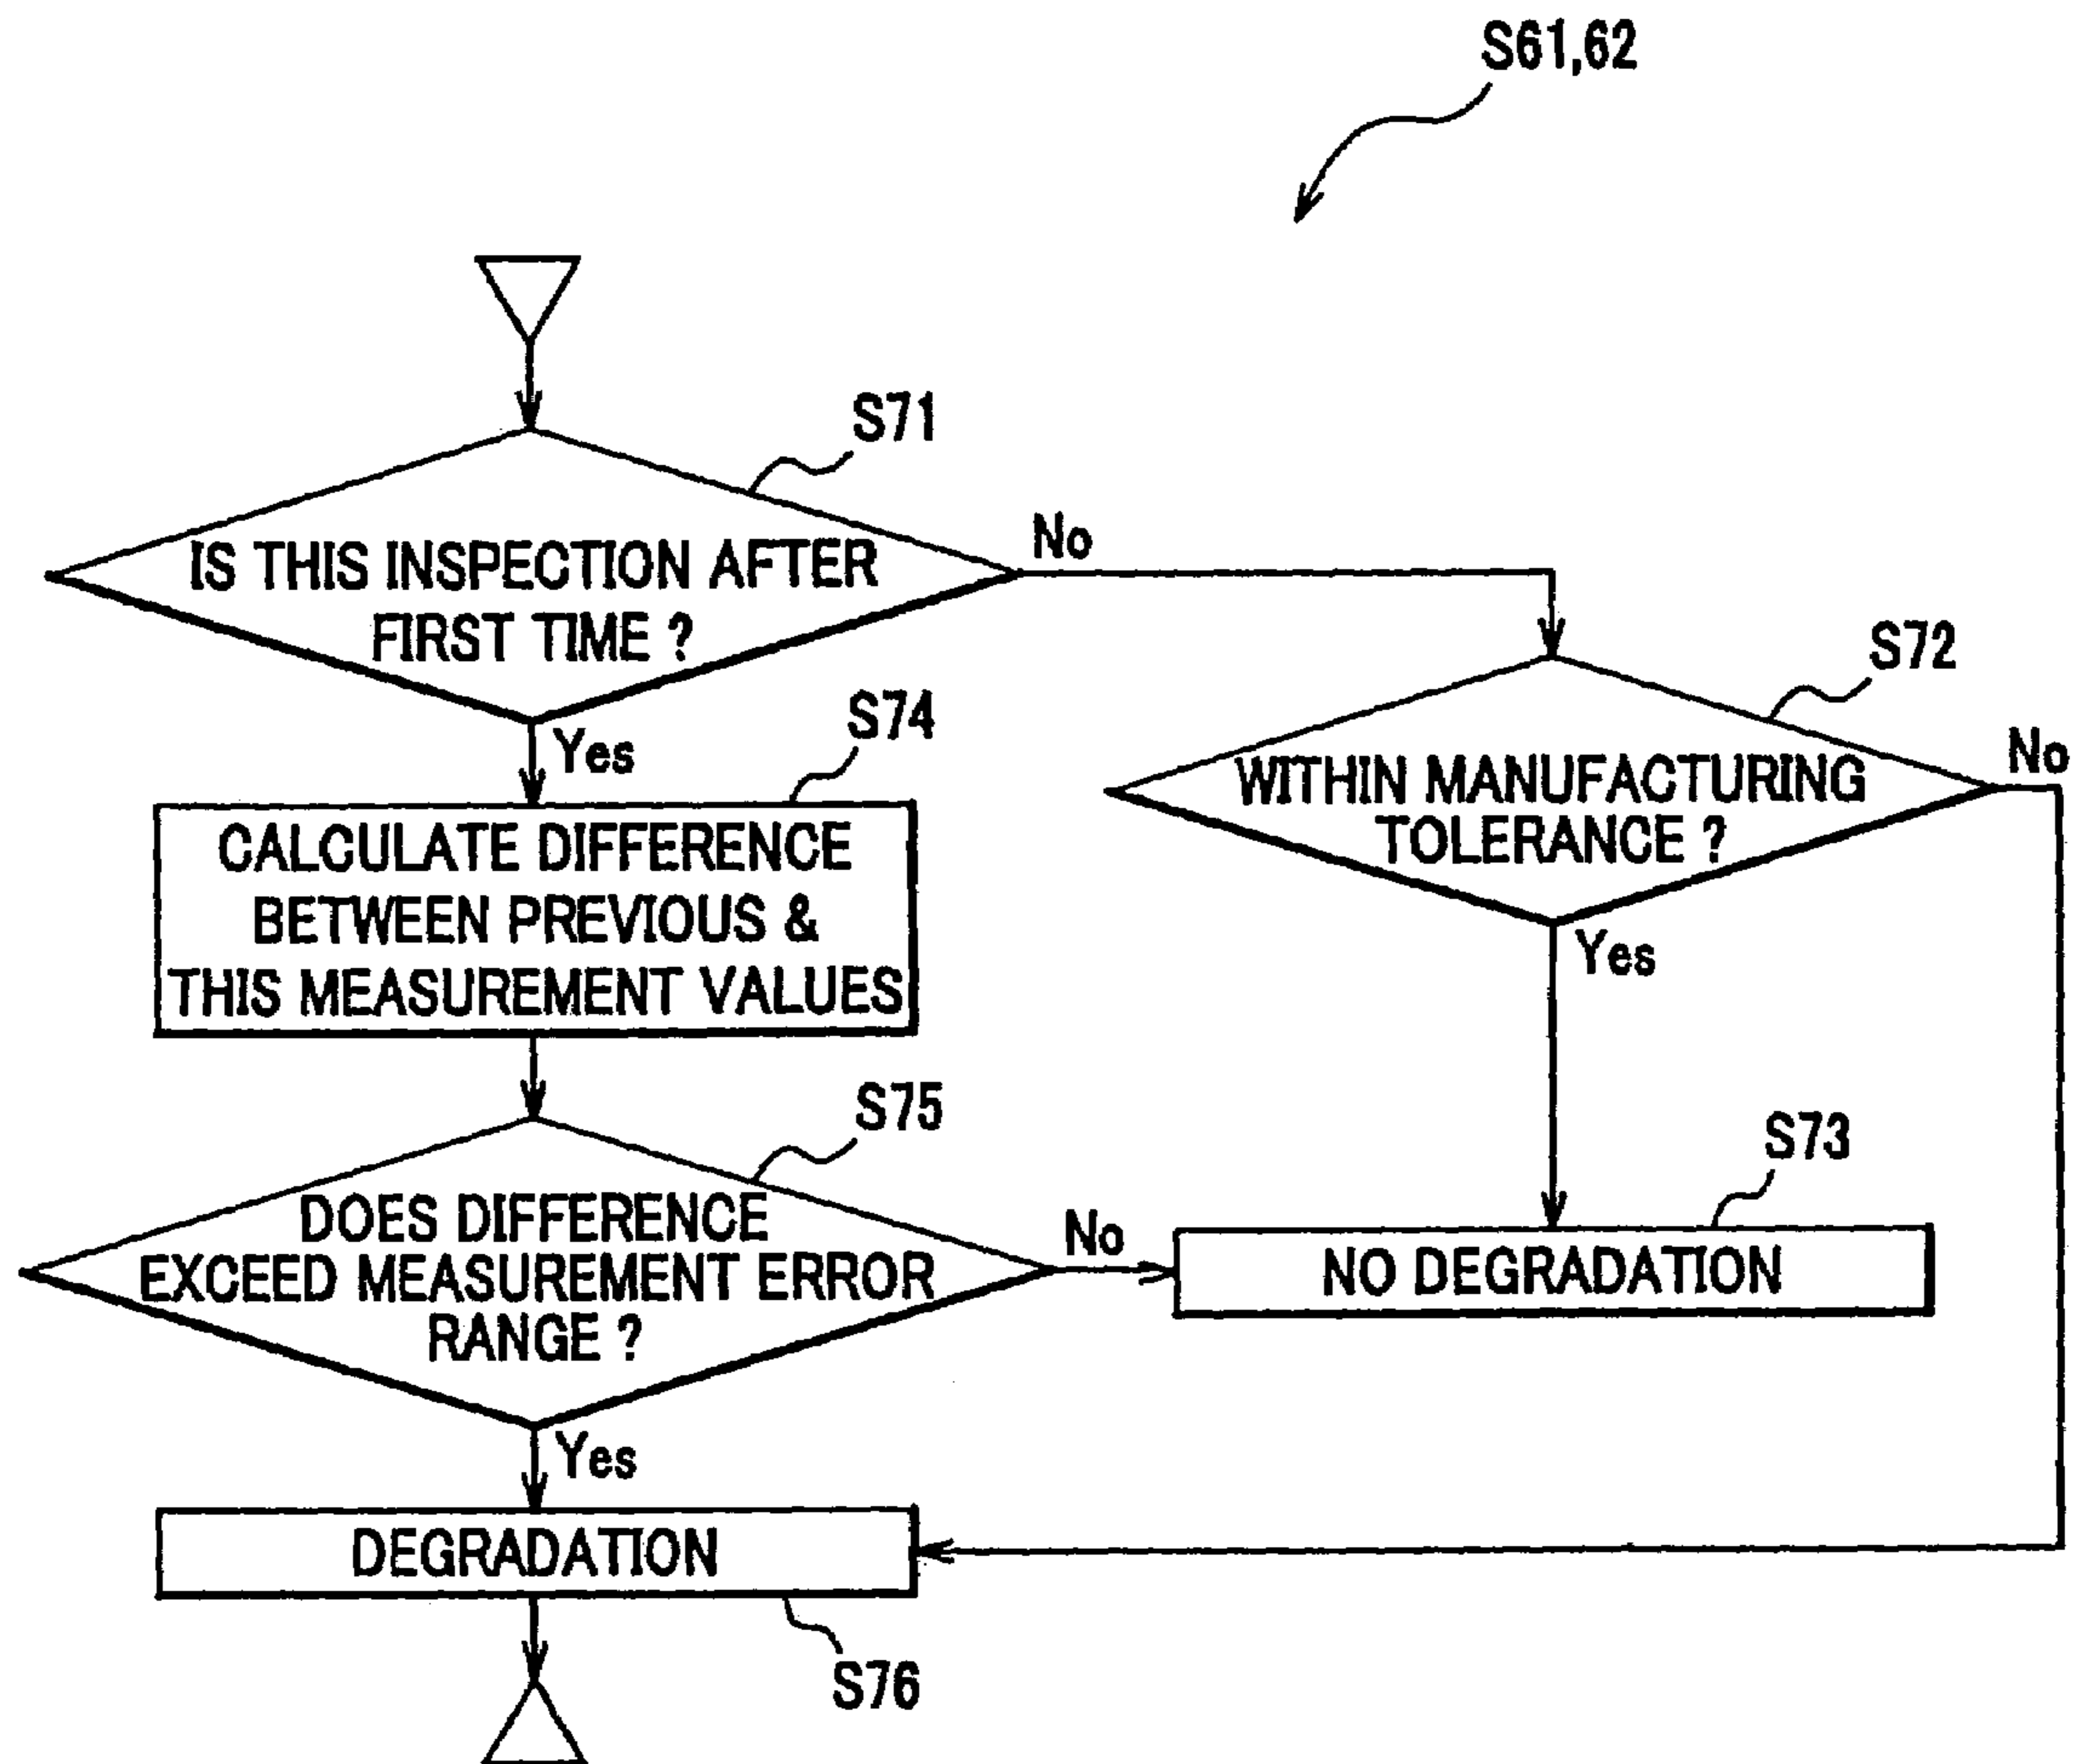 S61,62
S71
IS THIS INSPECTION AFTER
FIRST TIME ?
No
Yes
S72
WITHIN MANUFACTURING
TOLERANCE ?
No
Yes
S74
CALCULATE DIFFERENCE
BETWEEN PREVIOUS &
THIS MEASUREMENT VALUES
S75
DOES DIFFERENCE
EXCEED MEASUREMENT ERROR
RANGE ?
No
Yes
S73
NO DEGRADATION
DEGRADATION
S76